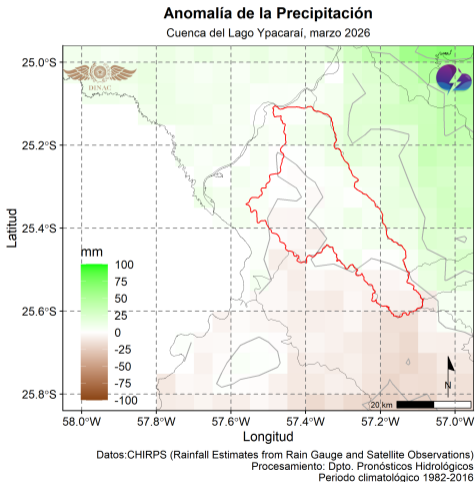 Anomalía de la Precipitación
Cuenca del Lago Ypacaraí, marzo 2026
25.0°S
25.2°S
25.4°S
25.6°S
25.8°S
Latitud
DINAC
mm
100
75
50
25
0
-25
-50
-75
-100
N
20 km
58.0°W 57.8°W 57.6°W 57.4°W 57.2°W 57.0°W
Longitud
Datos:CHIRPS (Rainfall Estimates from Rain Gauge and Satellite Observations)
Procesamiento: Dpto. Pronósticos Hidrológicos
Periodo climatológico 1982-2016